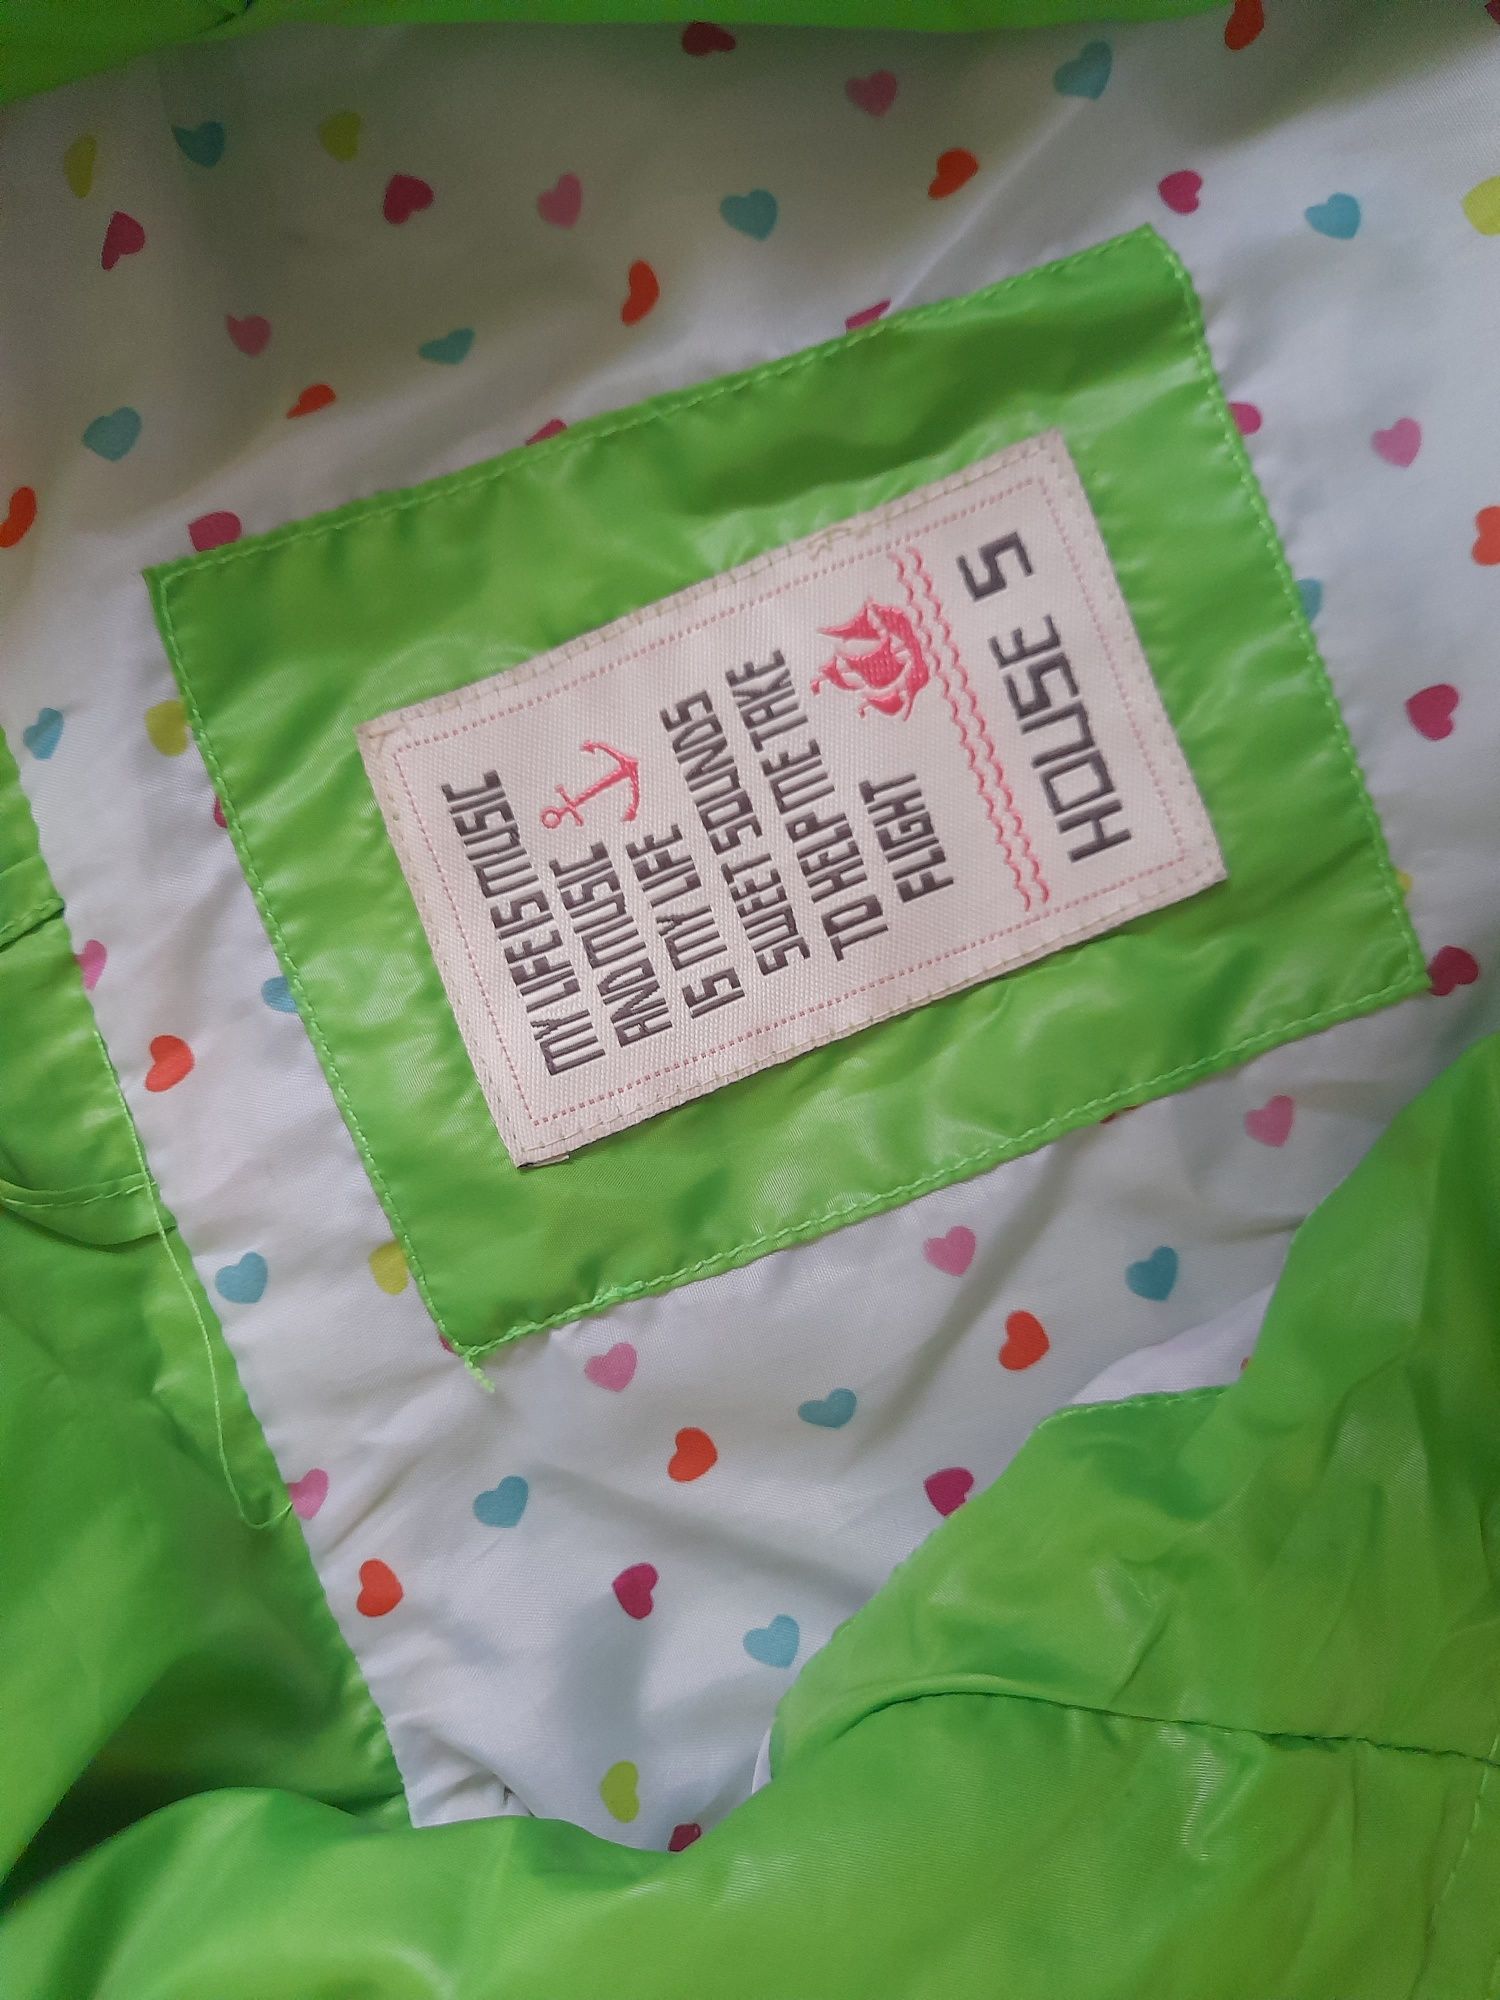 MY LIFE IS MUSIC
AND MUSIC
IS MY LIFE
SWEET SOUNDS
TO HELP ME TAKE
FLIGHT
HOUSE S